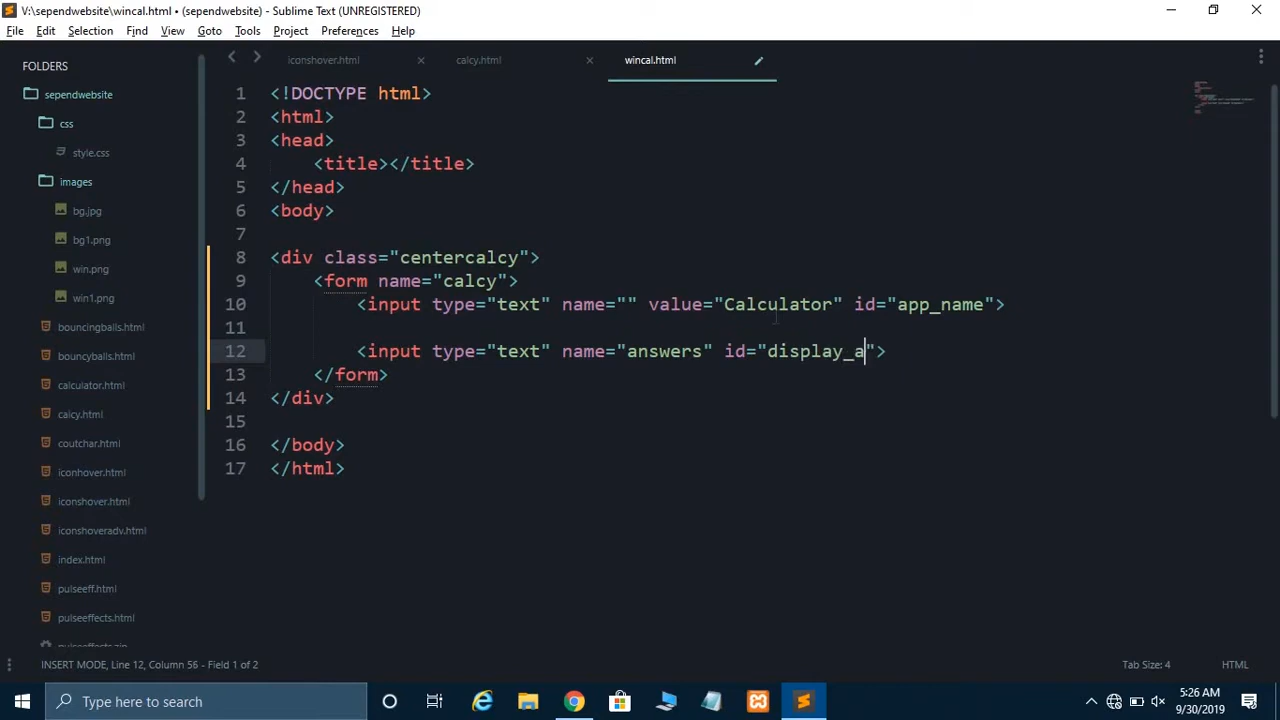 V:\sependwebsite\wincal.html • (sependwebsite) - Sublime Text (UNREGISTERED)
File Edit Selection Find View Goto Tools Project Preferences Help
FOLDERS
sependwebsite
css
style.css
images
bg.jpg
bg1.png
win.png
win1.png
bouncingballs.html
bouncyballs.html
calculator.html
calcy.html
coutchar.html
iconhover.html
iconshover.html
iconshoveradv.html
index.html
pulseeff.html
pulseeffects.html
pulseeffects.zip
iconshover.html calcy.html wincal.html
1 <!DOCTYPE html>
2 <html>
3 <head>
4 <title></title>
5 </head>
6 <body>
7
8 <div class="centercalcy">
9 <form name="calcy">
10 <input type="text" name="" value="Calculator" id="app_name">
11
12 <input type="text" name="answers" id="display_a">
13 </form>
14 </div>
15
16 </body>
17 </html>
INSERT MODE, Line 12, Column 56 - Field 1 of 2 Tab Size: 4 HTML
Type here to search
5:26 AM
9/30/2019